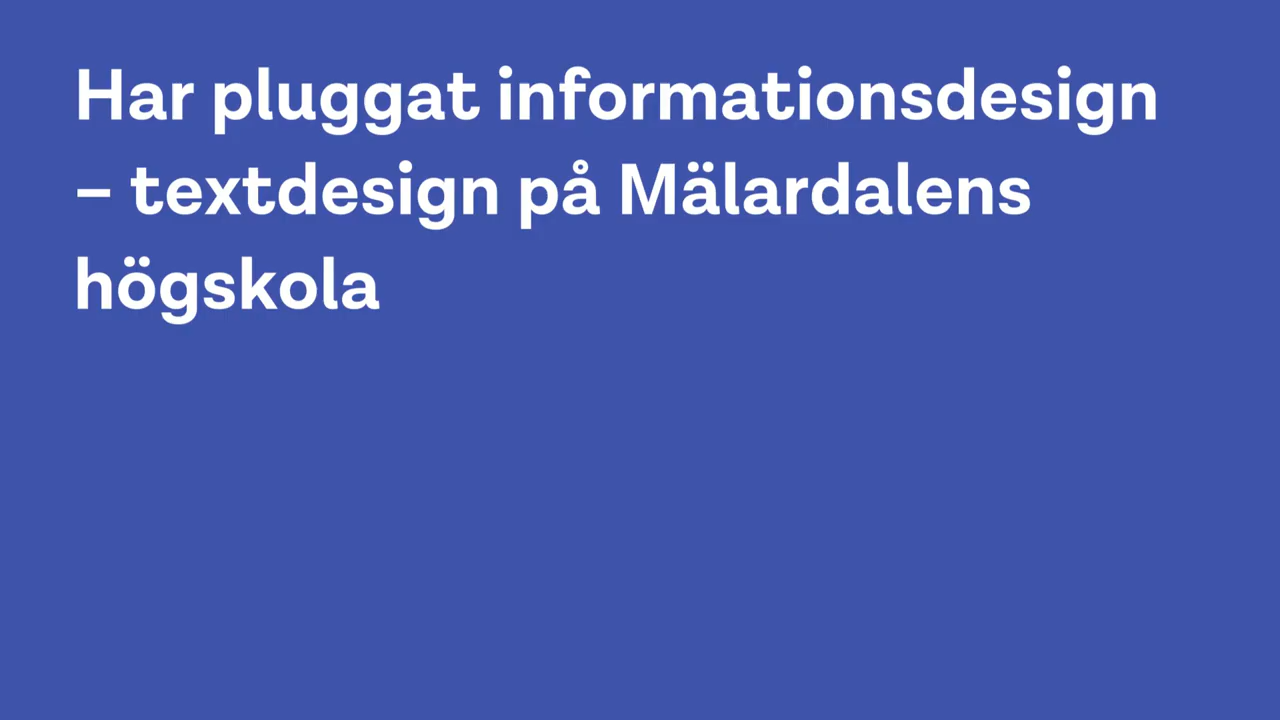 Har pluggat informationsdesign
– textdesign på Mälardalens
högskola